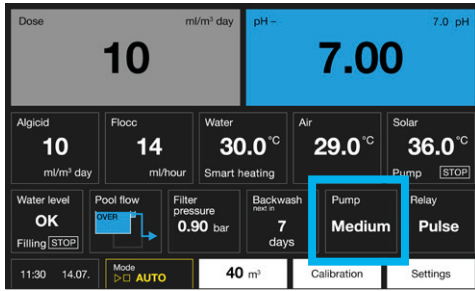 Dose ml/m³ day
10
pH – 7.0 pH
7.00
Algicid
10
ml/m³ day
Flocc
14
ml/hour
Water
30.0°C
Smart heating
Air
29.0°C
Solar
36.0°C
Pump STOP
Water level
OK
Filling STOP
Pool flow
OVER
Filter
pressure
0.90 bar
Backwash
next in
7
days
Pump
Medium
Relay
Pulse
11:30 14.07.
Mode
AUTO
40 m³
Calibration
Settings